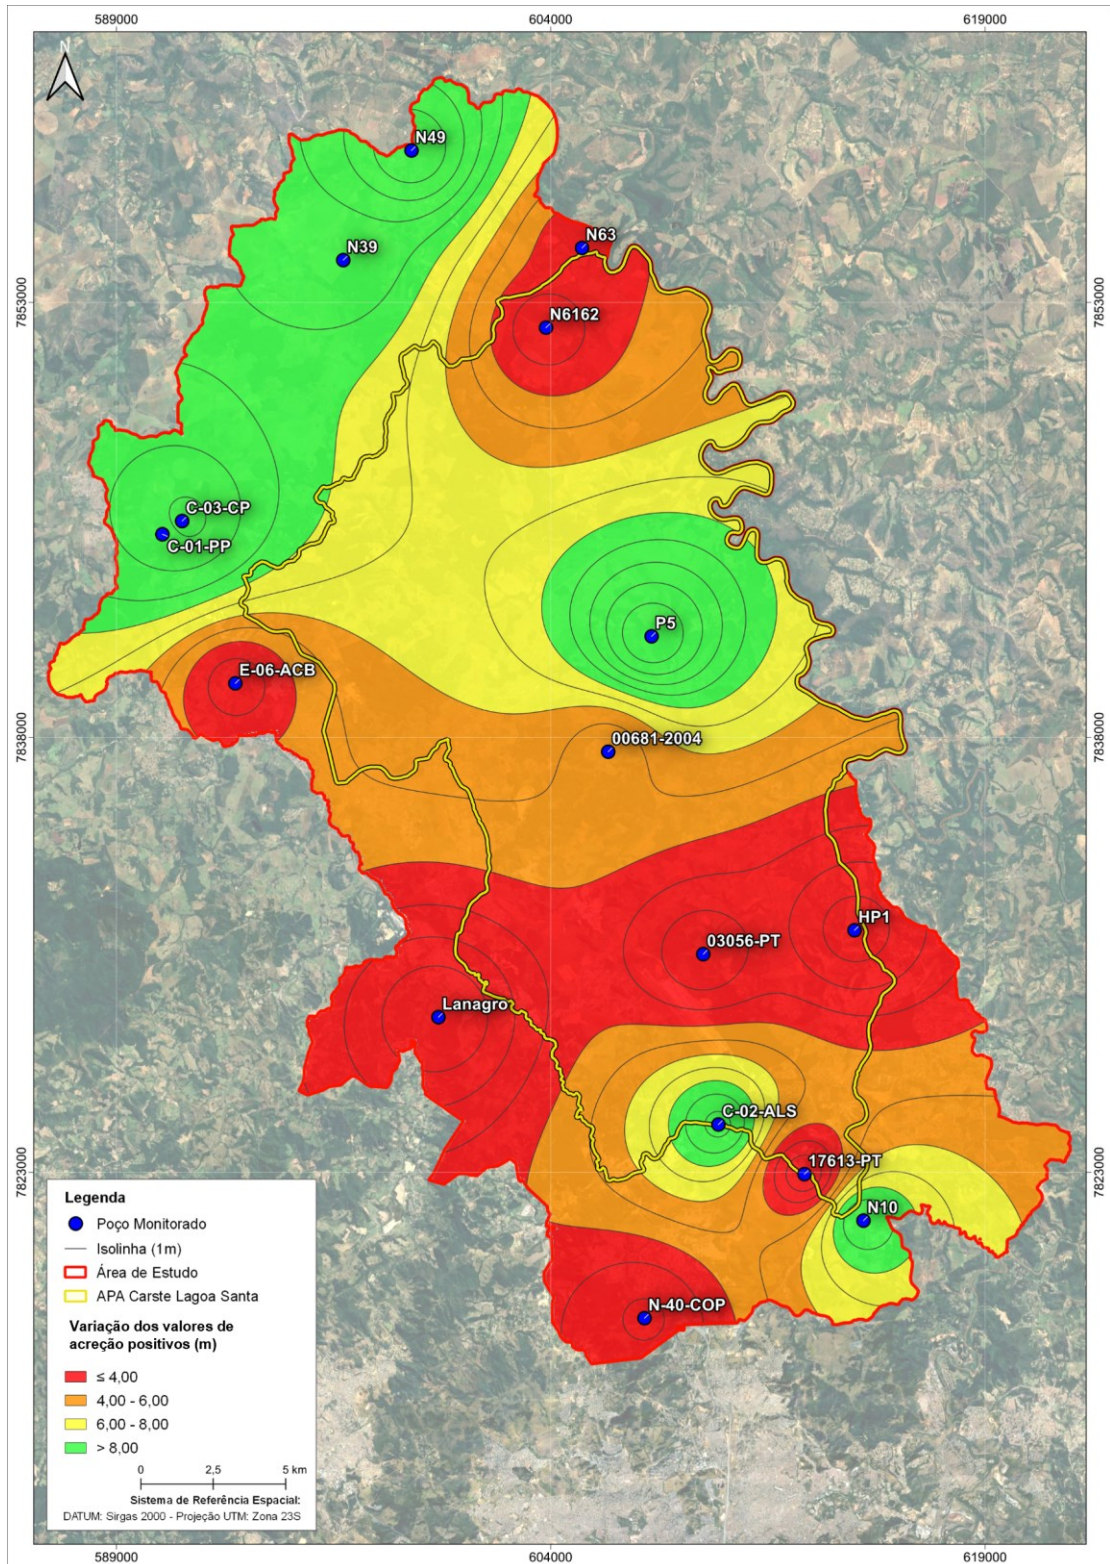 589000
604000
619000
N
N49
N39
N63
7853000
7853000
N6162
C-03-CP
C-01-PP
P5
E-06-ACB
7838000
7838000
00681-2004
HP1
03056-PT
Lanagro
C-02-ALS
17613-PT
7823000
7823000
N10
N-40-COP
Legenda
Poço Monitorado
Isolinha (1m)
Área de Estudo
APA Carste Lagoa Santa
Variação dos valores de
acreção positivos (m)
≤ 4,00
4,00 - 6,00
6,00 - 8,00
> 8,00
0 2,5 5 km
Sistema de Referência Espacial:
DATUM: Sirgas 2000 - Projeção UTM: Zona 23S
589000
604000
619000